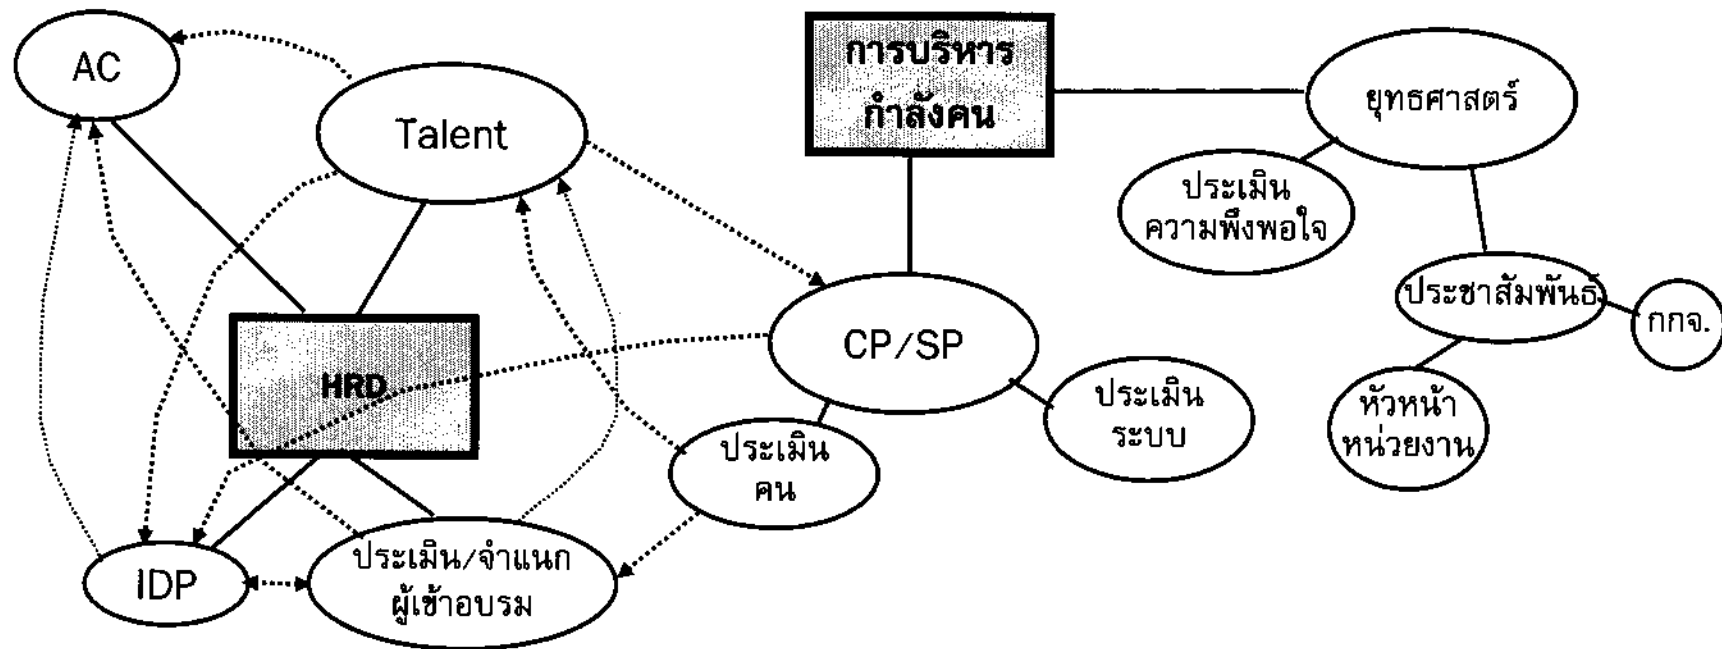 AC
Talent
การบริหาร
กำลังคน
ยุทธศาสตร์
ประเมิน
ความพึงพอใจ
ประชาสัมพันธ์
กกจ.
หัวหน้า
หน่วยงาน
CP/SP
ประเมิน
ระบบ
ประเมิน
คน
HRD
IDP
ประเมิน/จำแนก
ผู้เข้าอบรม